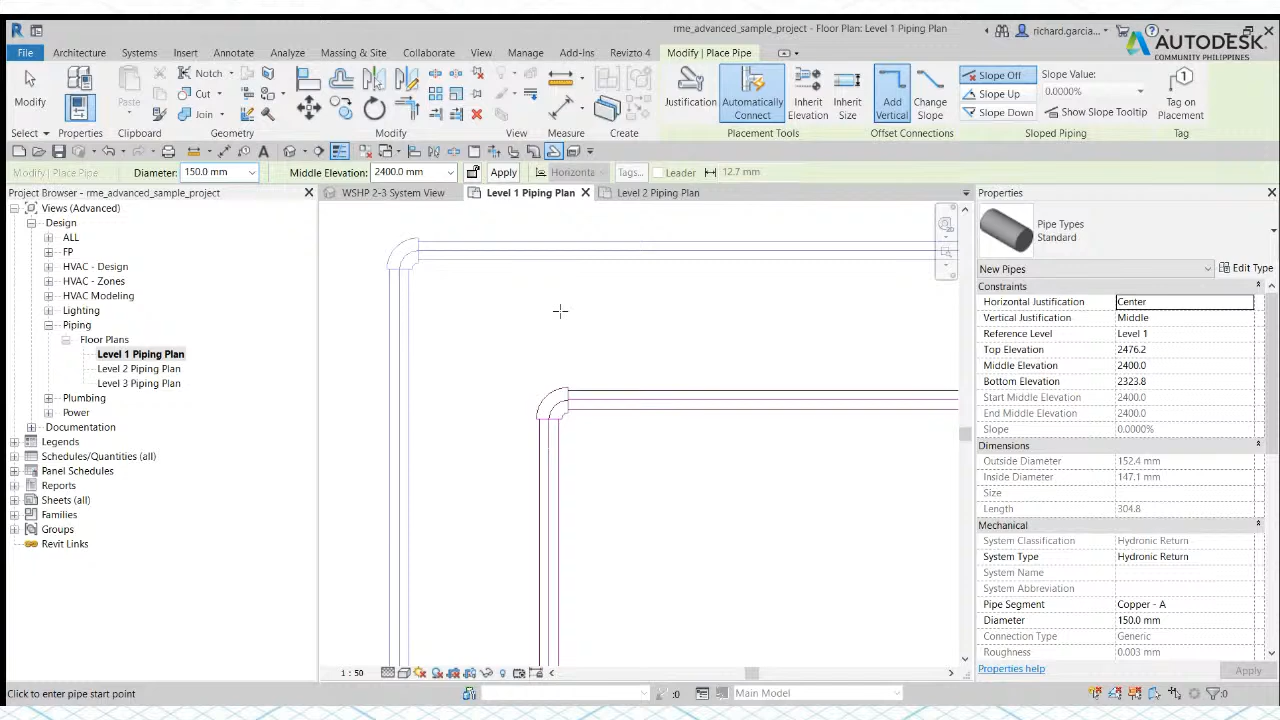 rme_advanced_sample_project - Floor Plan: Level 1 Piping Plan
richard.garcia...
AUTODESK
COMMUNITY PHILIPPINES
File Architecture Systems Insert Annotate Analyze Massing & Site Collaborate View Manage Add-Ins Revizto 4 Modify | Place Pipe
Modify Paste Notch Cut Join Justification Automatically Connect Inherit Elevation Inherit Size Add Vertical Change Slope Slope Off Slope Up Slope Down Slope Value: 0.0000% Show Slope Tooltip Tag on Placement
Select Properties Clipboard Geometry Modify View Measure Create Placement Tools Offset Connections Sloped Piping Tag
Modify | Place Pipe Diameter: 150.0 mm Middle Elevation: 2400.0 mm Apply Horizonta Tags... Leader 12.7 mm
Project Browser - rme_advanced_sample_project
WSHP 2-3 System View Level 1 Piping Plan Level 2 Piping Plan
Properties
Views (Advanced)
Design
ALL
FP
HVAC - Design
HVAC - Zones
HVAC Modeling
Lighting
Piping
Floor Plans
Level 1 Piping Plan
Level 2 Piping Plan
Level 3 Piping Plan
Plumbing
Power
Documentation
Legends
Schedules/Quantities (all)
Panel Schedules
Reports
Sheets (all)
Families
Groups
Revit Links
Pipe Types
Standard
New Pipes Edit Type
Constraints
Horizontal Justification Center
Vertical Justification Middle
Reference Level Level 1
Top Elevation 2476.2
Middle Elevation 2400.0
Bottom Elevation 2323.8
Start Middle Elevation 2400.0
End Middle Elevation 2400.0
Slope 0.0000%
Dimensions
Outside Diameter 152.4 mm
Inside Diameter 147.1 mm
Size
Length 304.8
Mechanical
System Classification Hydronic Return
System Type Hydronic Return
System Name
System Abbreviation
Pipe Segment Copper - A
Diameter 150.0 mm
Connection Type Generic
Roughness 0.003 mm
Properties help Apply
1 : 50
Click to enter pipe start point
:0 Main Model :0